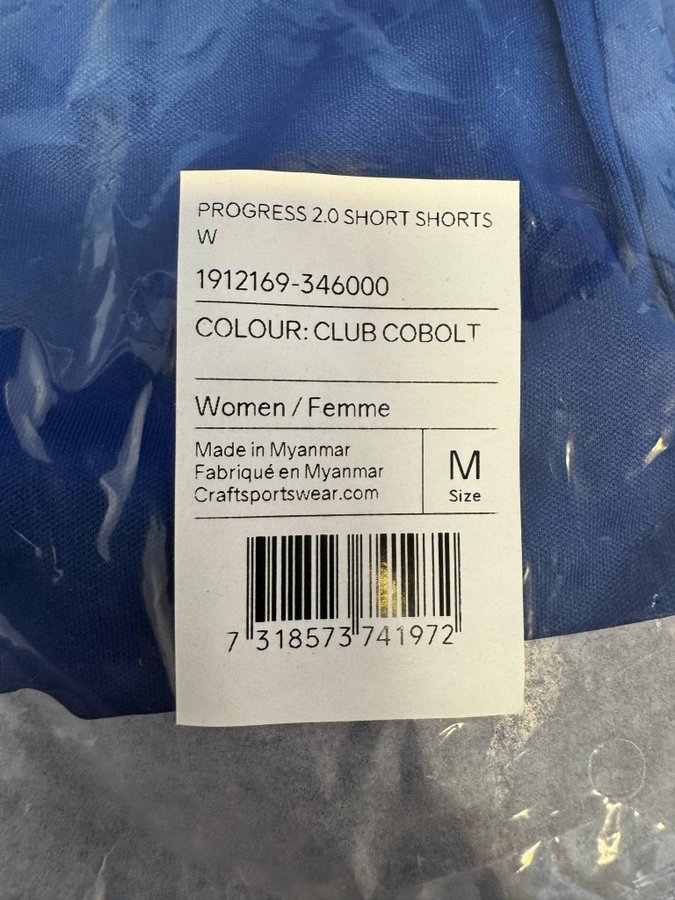 PROGRESS 2.0 SHORT SHORTS
W
1912169-346000
COLOUR: CLUB COBOLT
Women / Femme
Made in Myanmar
Fabriqué en Myanmar
Craftsportswear.com
M
Size
7 318573 741972